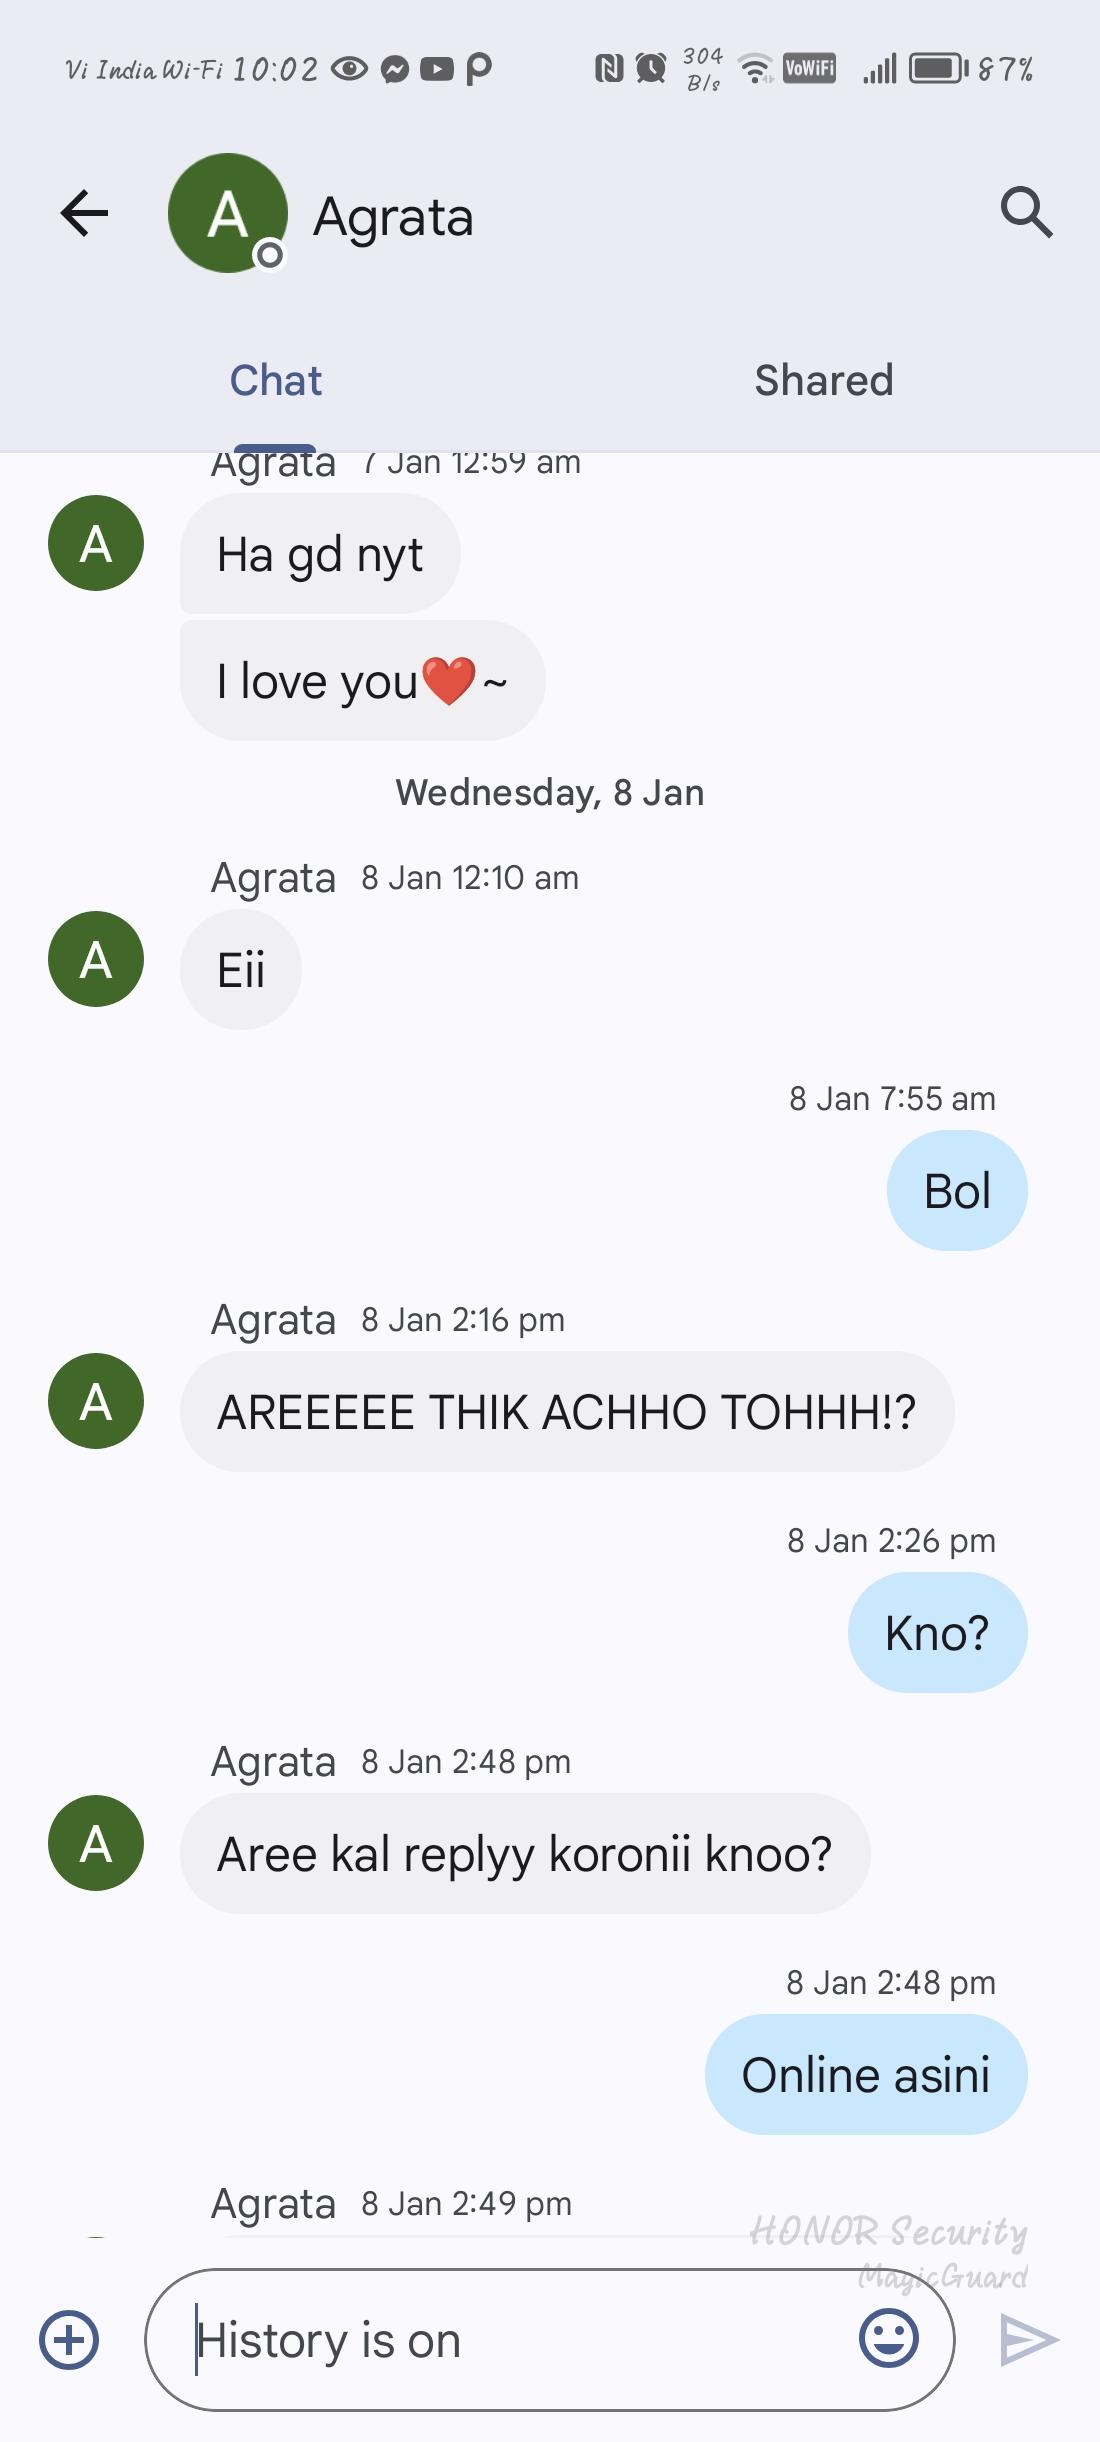 Vi India Wi-Fi 10:02 304 B/s VoWiFi 87%
A Agrata
Chat Shared
Agrata 7 Jan 12:59 am
A Ha gd nyt
I love you❤️~
Wednesday, 8 Jan
Agrata 8 Jan 12:10 am
A Eii
8 Jan 7:55 am
Bol
Agrata 8 Jan 2:16 pm
A AREEEEE THIK ACHHO TOHHH!?
8 Jan 2:26 pm
Kno?
Agrata 8 Jan 2:48 pm
A Aree kal replyy koronii knoo?
8 Jan 2:48 pm
Online asini
Agrata 8 Jan 2:49 pm
HONOR Security
MagicGuard
History is on